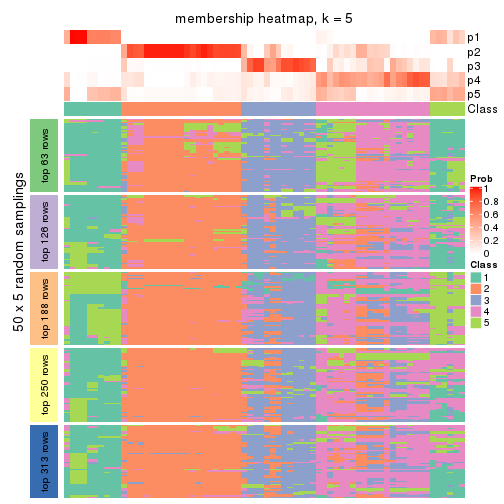 membership heatmap, k = 5
p1
p2
p3
p4
p5
Class
50 x 5 random samplings
top 63 rows
top 126 rows
top 188 rows
top 250 rows
top 313 rows
Prob
1
0.8
0.6
0.4
0.2
0
Class
1
2
3
4
5